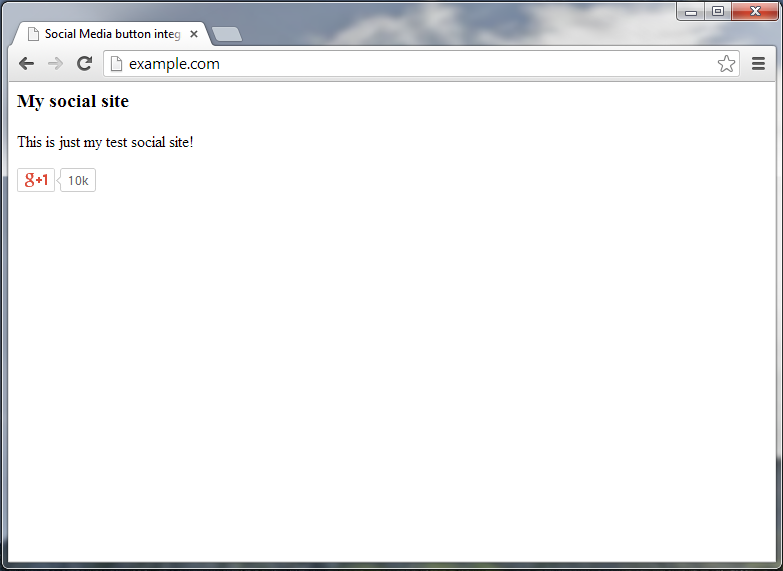 Social Media button integ
example.com
My social site
This is just my test social site!
g+1 10k